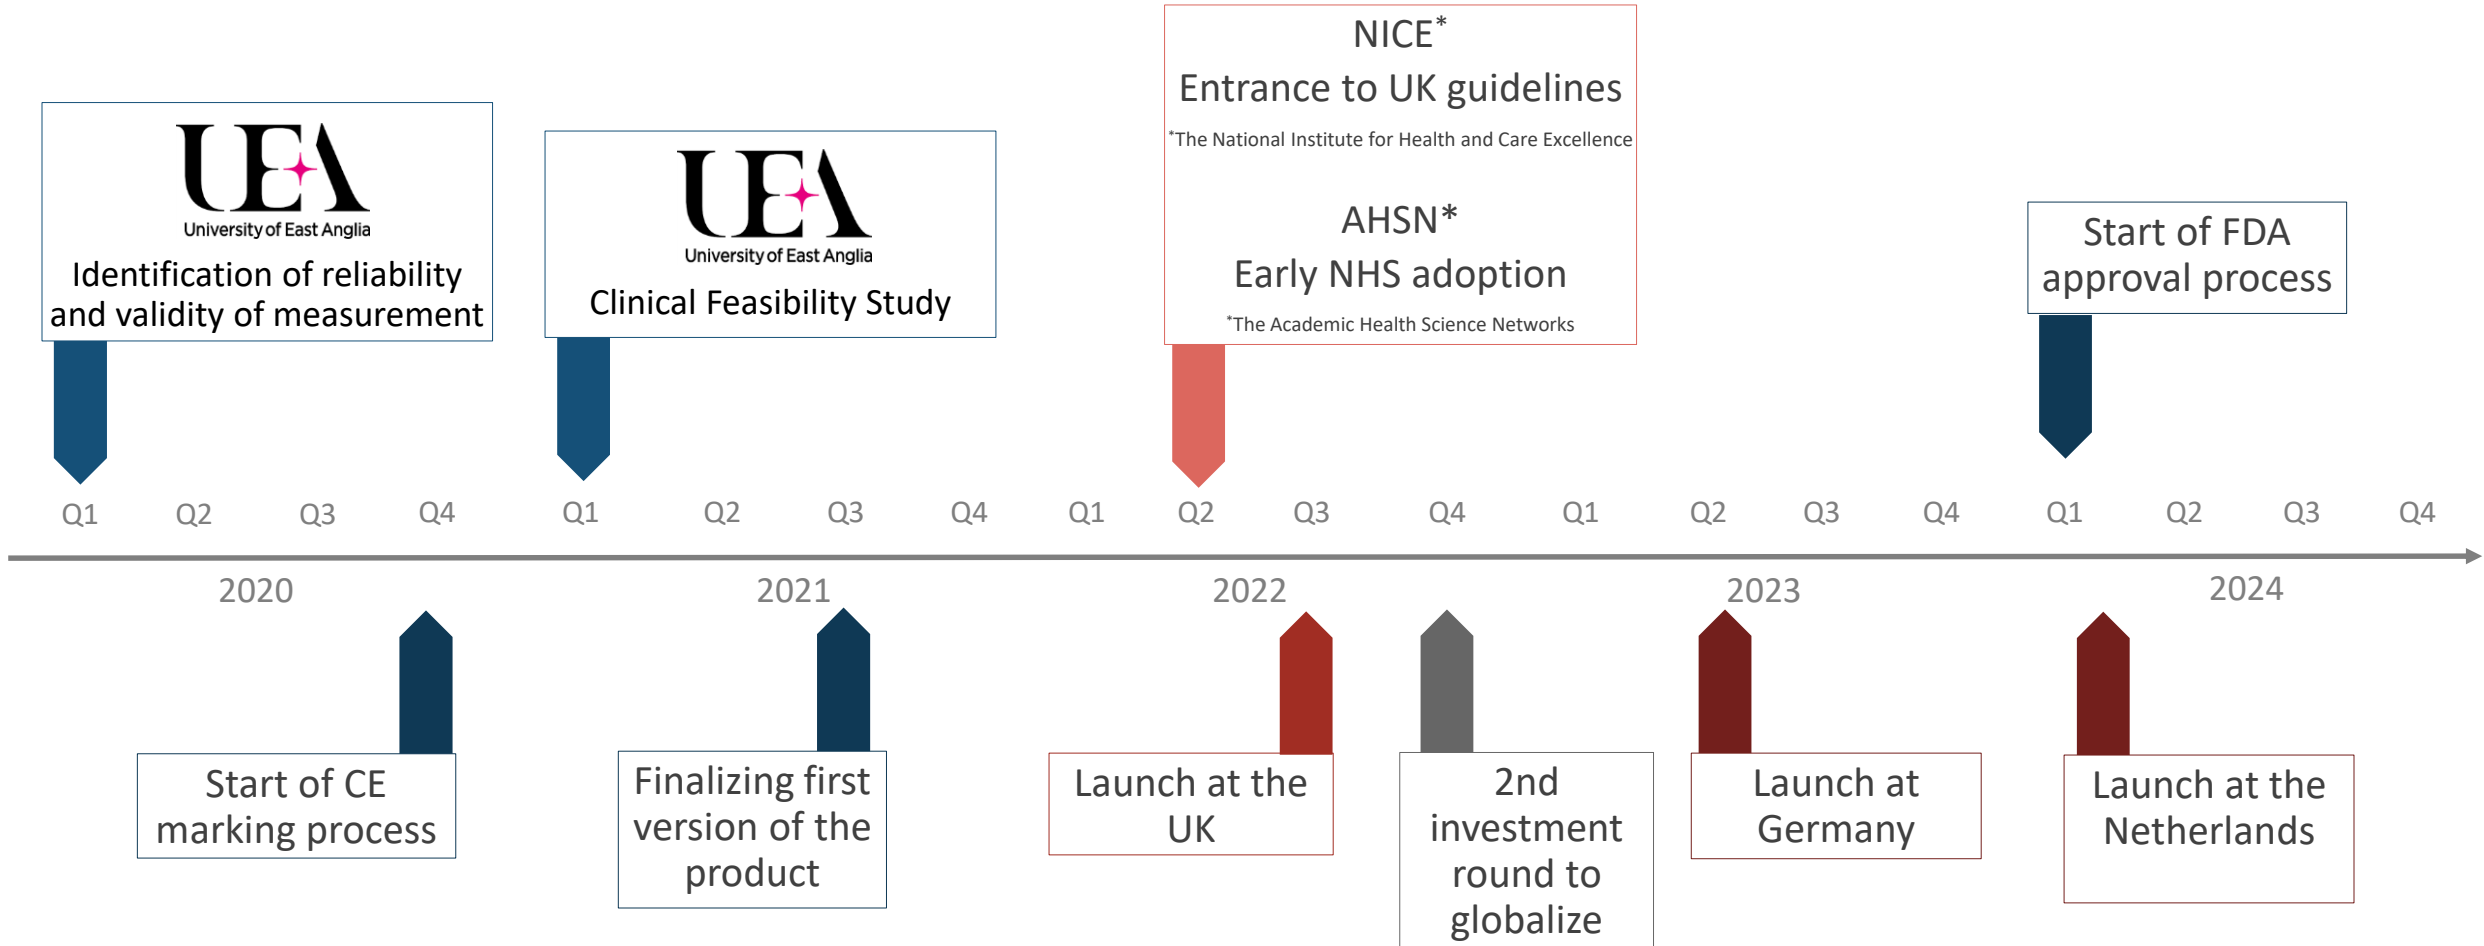 NICE*
Entrance to UK guidelines
*The National Institute for Health and Care Excellence
AHSN*
Early NHS adoption
*The Academic Health Science Networks
UEA
University of East Anglia
Identification of reliability
and validity of measurement
UEA
University of East Anglia
Clinical Feasibility Study
Start of FDA
approval process
Q1 Q2 Q3 Q4 Q1 Q2 Q3 Q4 Q1 Q2 Q3 Q4 Q1 Q2 Q3 Q4 Q1 Q2 Q3 Q4
2020 2021 2022 2023 2024
Start of CE
marking process
Finalizing first
version of the
product
Launch at the
UK
2nd
investment
round to
globalize
Launch at
Germany
Launch at the
Netherlands